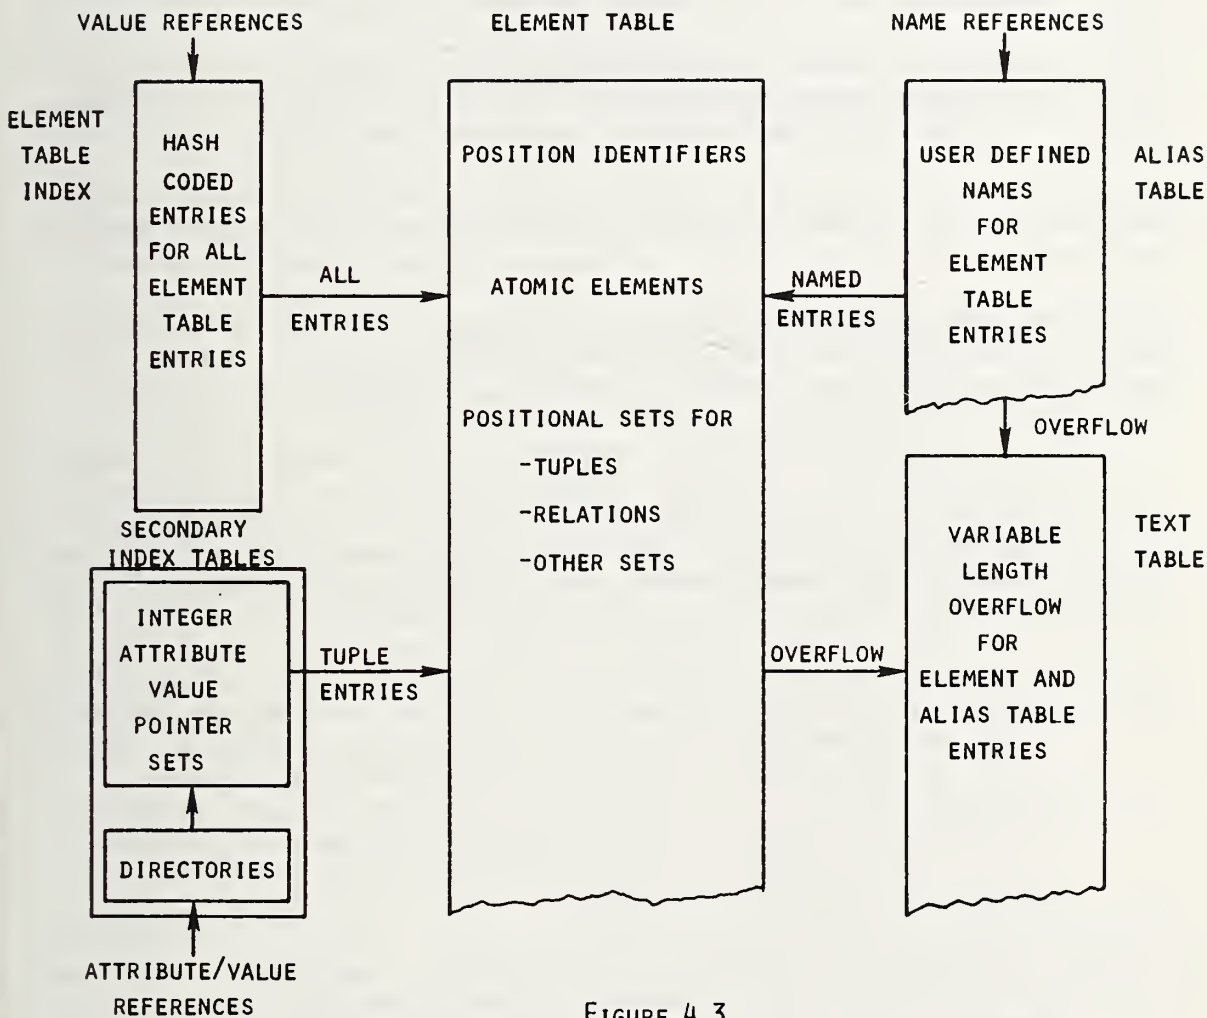 VALUE REFERENCES
ELEMENT TABLE
NAME REFERENCES
ELEMENT
TABLE
INDEX
HASH
CODED
ENTRIES
FOR ALL
ELEMENT
TABLE
ENTRIES
ALL
ENTRIES
POSITION IDENTIFIERS
ATOMIC ELEMENTS
POSITIONAL SETS FOR
-TUPLES
-RELATIONS
-OTHER SETS
NAMED
ENTRIES
USER DEFINED
NAMES
FOR
ELEMENT
TABLE
ENTRIES
ALIAS
TABLE
OVERFLOW
SECONDARY
INDEX TABLES
INTEGER
ATTRIBUTE
VALUE
POINTER
SETS
TUPLE
ENTRIES
DIRECTORIES
ATTRIBUTE/VALUE
REFERENCES
OVERFLOW
VARIABLE
LENGTH
OVERFLOW
FOR
ELEMENT AND
ALIAS TABLE
ENTRIES
TEXT
TABLE
FIGURE 4.3